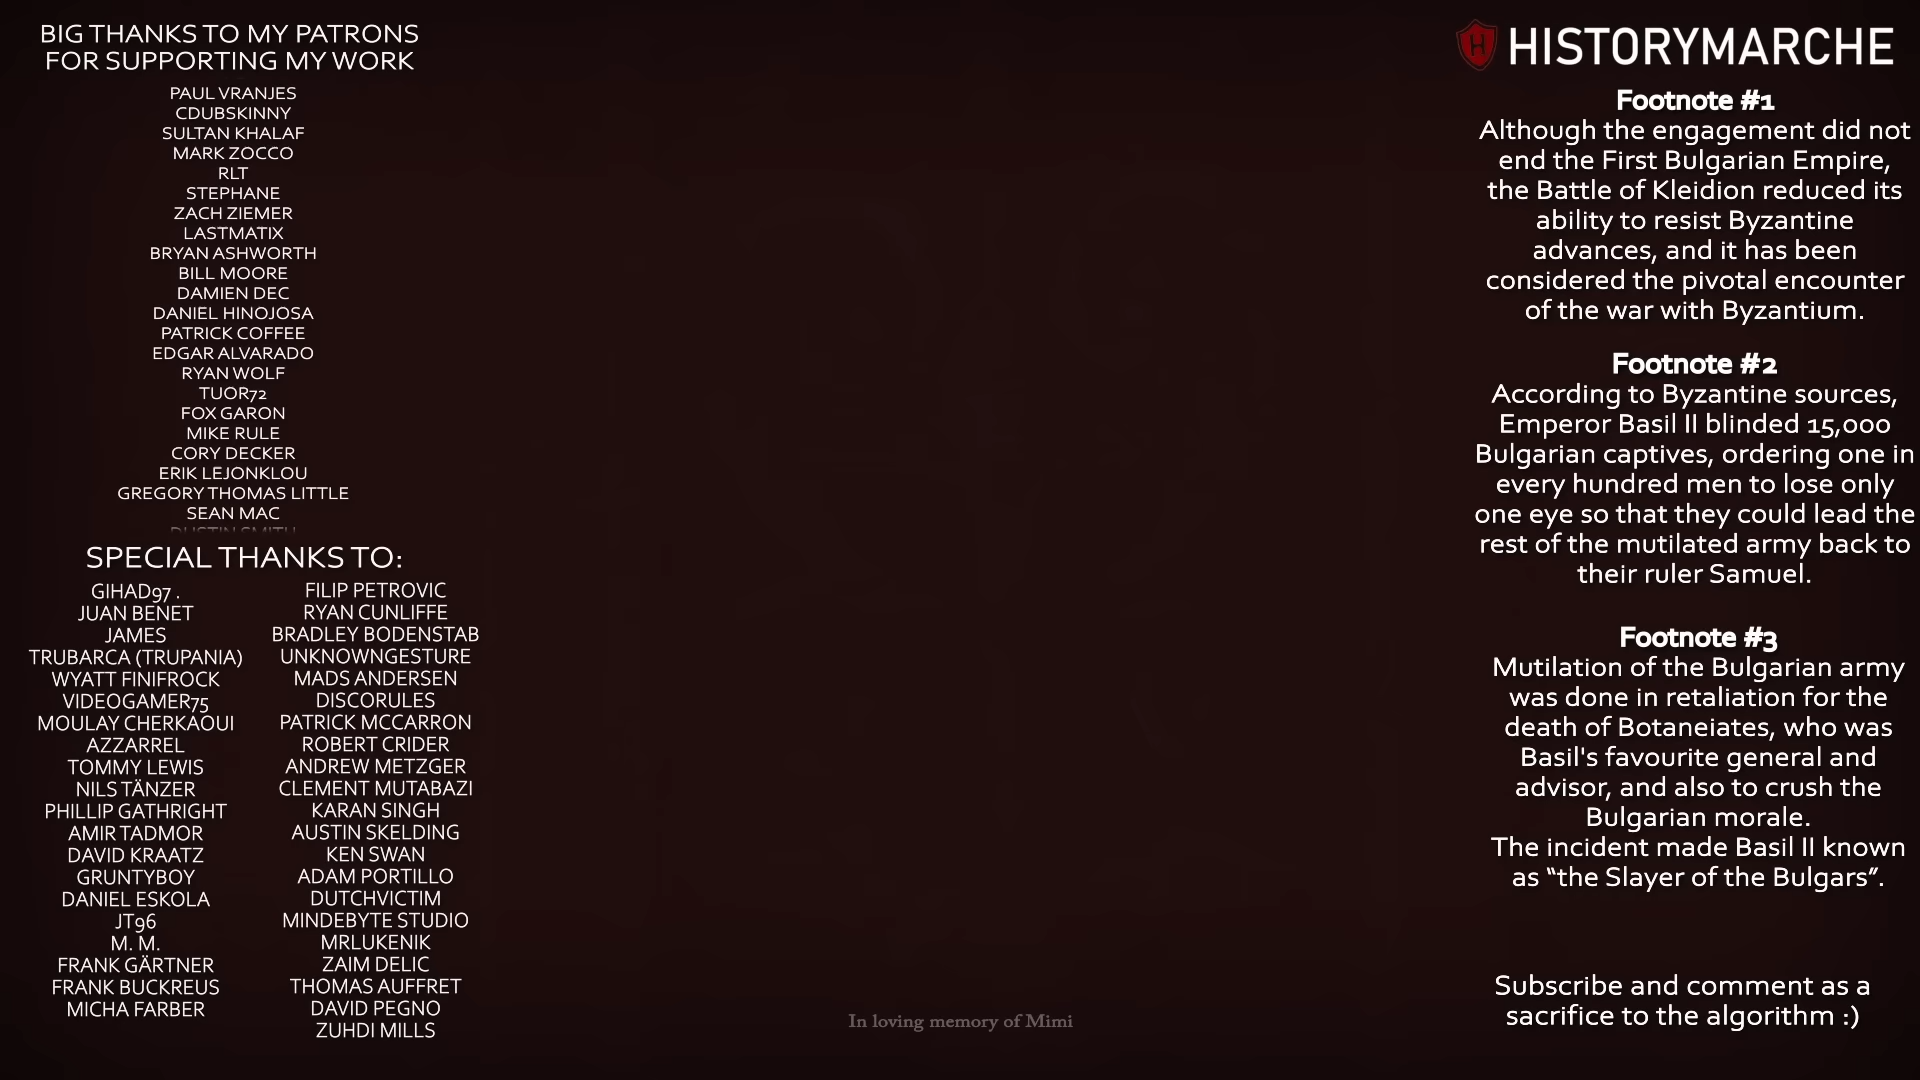 BIG THANKS TO MY PATRONS
FOR SUPPORTING MY WORK
PAUL VRANJES
CDUBSKINNY
SULTAN KHALAF
MARK ZOCCO
RLT
STEPHANE
ZACH ZIEMER
LASTMATIX
BRYAN ASHWORTH
BILL MOORE
DAMIEN DEC
DANIEL HINOJOSA
PATRICK COFFEE
EDGAR ALVARADO
RYAN WOLF
TUOR72
FOX GARON
MIKE RULE
CORY DECKER
ERIK LEJONKLOU
GREGORY THOMAS LITTLE
SEAN MAC
DUSTIN SMITH
SPECIAL THANKS TO:
GIHAD97 .
JUAN BENET
JAMES
TRUBARCA (TRUPANIA)
WYATT FINIFROCK
VIDEOGAMER75
MOULAY CHERKAOUI
AZZARREL
TOMMY LEWIS
NILS TÄNZER
PHILLIP GATHRIGHT
AMIR TADMOR
DAVID KRAATZ
GRUNTYBOY
DANIEL ESKOLA
JT96
M. M.
FRANK GÄRTNER
FRANK BUCKREUS
MICHA FARBER
FILIP PETROVIC
RYAN CUNLIFFE
BRADLEY BODENSTAB
UNKNOWNGESTURE
MADS ANDERSEN
DISCORULES
PATRICK MCCARRON
ROBERT CRIDER
ANDREW METZGER
CLEMENT MUTABAZI
KARAN SINGH
AUSTIN SKELDING
KEN SWAN
ADAM PORTILLO
DUTCHVICTIM
MINDEBYTE STUDIO
MRLUKENIK
ZAIM DELIC
THOMAS AUFFRET
DAVID PEGNO
ZUHDI MILLS
In loving memory of Mimi
H HISTORYMARCHE
Footnote #1
Although the engagement did not
end the First Bulgarian Empire,
the Battle of Kleidion reduced its
ability to resist Byzantine
advances, and it has been
considered the pivotal encounter
of the war with Byzantium.
Footnote #2
According to Byzantine sources,
Emperor Basil II blinded 15,000
Bulgarian captives, ordering one in
every hundred men to lose only
one eye so that they could lead the
rest of the mutilated army back to
their ruler Samuel.
Footnote #3
Mutilation of the Bulgarian army
was done in retaliation for the
death of Botaneiates, who was
Basil's favourite general and
advisor, and also to crush the
Bulgarian morale.
The incident made Basil II known
as “the Slayer of the Bulgars”.
Subscribe and comment as a
sacrifice to the algorithm :)